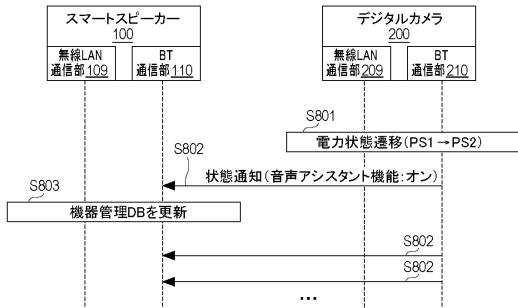 スマートスピーカー
100
無線LAN
通信部109
BT
通信部110
デジタルカメラ
200
無線LAN
通信部209
BT
通信部210
S801
電力状態遷移(PS1→PS2)
S802
状態通知(音声アシスタント機能:オン)
S803
機器管理DBを更新
S802
S802
...